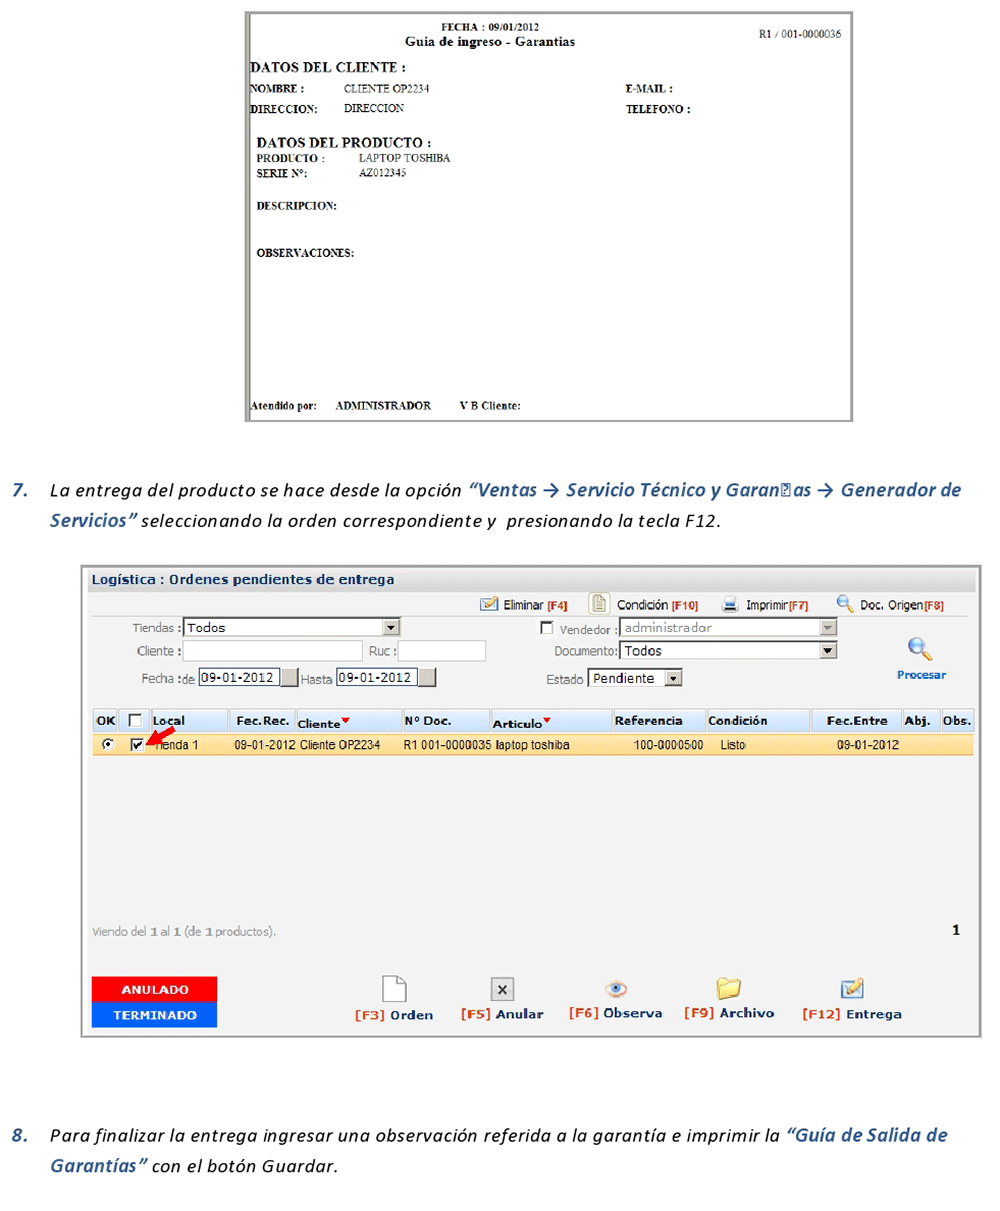 FECHA : 09/01/2012
Guia de ingreso - Garantias
R1 / 001-0000036
DATOS DEL CLIENTE :
NOMBRE : CLIENTE OP2234 E-MAIL :
DIRECCION: DIRECCION TELEFONO :
DATOS DEL PRODUCTO :
PRODUCTO : LAPTOP TOSHIBA
SERIE Nº: AZ012345
DESCRIPCION:
OBSERVACIONES:
Atendido por: ADMINISTRADOR V B Cliente:
7. La entrega del producto se hace desde la opción “Ventas → Servicio Técnico y Garan�as → Generador de
Servicios” seleccionando la orden correspondiente y presionando la tecla F12.
Logística : Ordenes pendientes de entrega
Eliminar [F4] Condición [F10] Imprimir[F7] Doc. Origen[F8]
Tiendas : Todos Vendedor : administrador
Cliente : Ruc : Documento: Todos
Fecha :de 09-01-2012 Hasta 09-01-2012 Estado Pendiente
Procesar
OK Local Fec.Rec. Cliente Nº Doc. Articulo Referencia Condición Fec.Entre Abj. Obs.
Tienda 1 09-01-2012 Cliente OP2234 R1 001-0000035 laptop toshiba 100-0000500 Listo 09-01-2012
Viendo del 1 al 1 (de 1 productos). 1
ANULADO
TERMINADO
[F3] Orden [F5] Anular [F6] Observa [F9] Archivo [F12] Entrega
8. Para finalizar la entrega ingresar una observación referida a la garantía e imprimir la “Guía de Salida de
Garantías” con el botón Guardar.